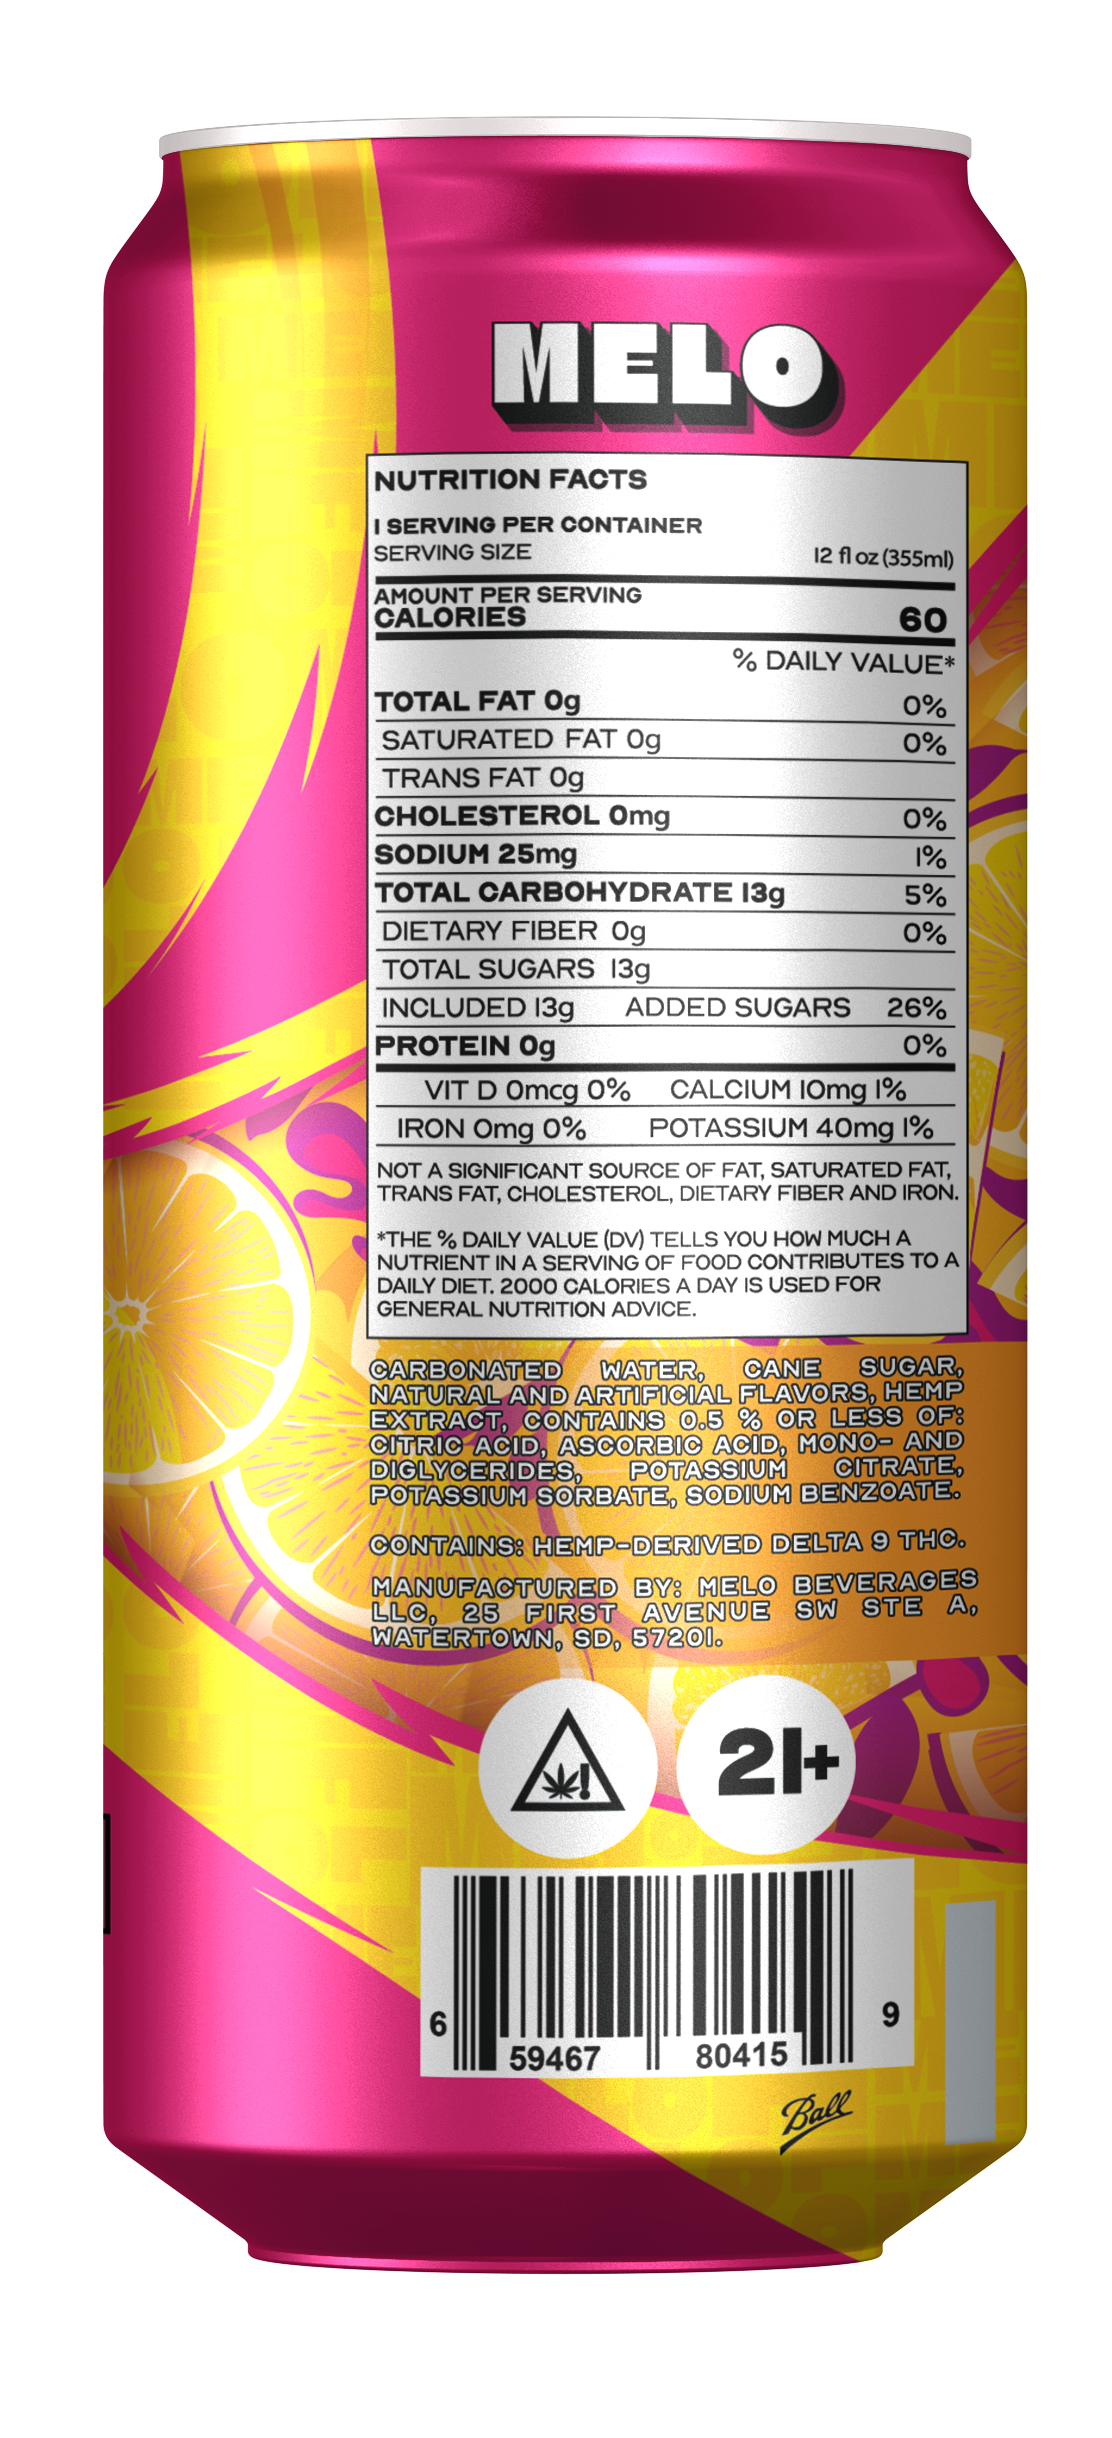 MELO
NUTRITION FACTS
1 SERVING PER CONTAINER
SERVING SIZE 12 fl oz (355ml)
AMOUNT PER SERVING
CALORIES 60
% DAILY VALUE*
TOTAL FAT 0g 0%
SATURATED FAT 0g 0%
TRANS FAT 0g
CHOLESTEROL 0mg 0%
SODIUM 25mg 1%
TOTAL CARBOHYDRATE 13g 5%
DIETARY FIBER 0g 0%
TOTAL SUGARS 13g
INCLUDED 13g ADDED SUGARS 26%
PROTEIN 0g 0%
VIT D 0mcg 0% CALCIUM 10mg 1%
IRON 0mg 0% POTASSIUM 40mg 1%
NOT A SIGNIFICANT SOURCE OF FAT, SATURATED FAT,
TRANS FAT, CHOLESTEROL, DIETARY FIBER AND IRON.
*THE % DAILY VALUE (DV) TELLS YOU HOW MUCH A
NUTRIENT IN A SERVING OF FOOD CONTRIBUTES TO A
DAILY DIET. 2000 CALORIES A DAY IS USED FOR
GENERAL NUTRITION ADVICE.
CARBONATED WATER, CANE SUGAR,
NATURAL AND ARTIFICIAL FLAVORS, HEMP
EXTRACT, CONTAINS 0.5 % OR LESS OF:
CITRIC ACID, ASCORBIC ACID, MONO- AND
DIGLYCERIDES, POTASSIUM CITRATE,
POTASSIUM SORBATE, SODIUM BENZOATE.
CONTAINS: HEMP-DERIVED DELTA 9 THC.
MANUFACTURED BY: MELO BEVERAGES
LLC, 25 FIRST AVENUE SW STE A,
WATERTOWN, SD, 57201.
!
21+
6 59467 80415 9
Ball